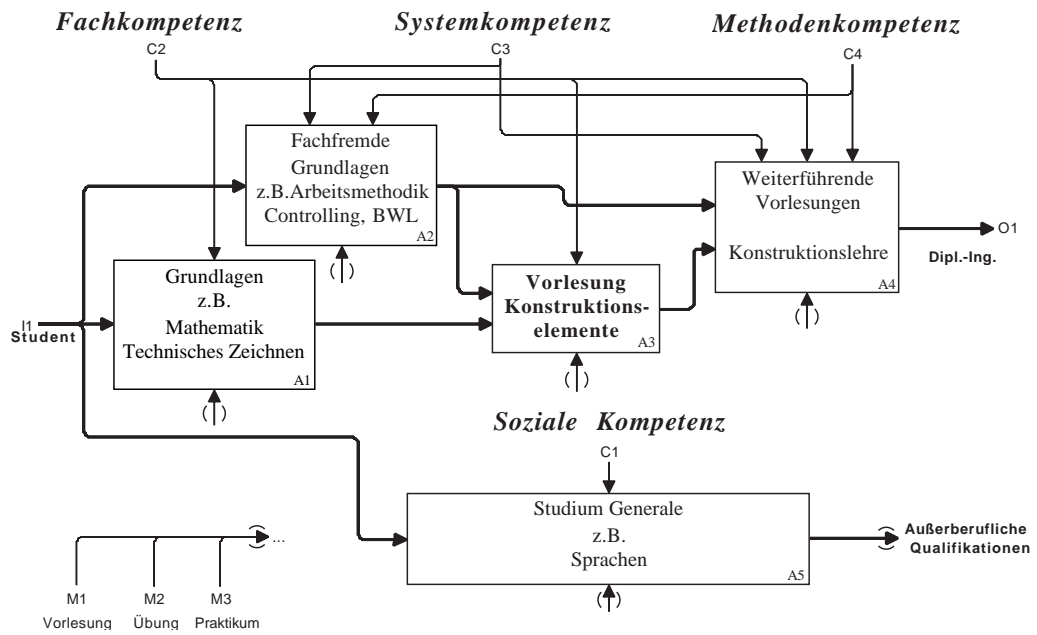 Fachkompetenz
Systemkompetenz
Methodenkompetenz
C2
C3
C4
Fachfremde
Grundlagen
z.B.Arbeitsmethodik
Controlling, BWL
A2
Weiterführende
Vorlesungen
Konstruktionslehre
A4
O1
Dipl.-Ing.
Grundlagen
z.B.
Mathematik
Technisches Zeichnen
A1
Vorlesung
Konstruktions-
elemente
A3
I1
Student
( )
( )
( )
( )
Soziale Kompetenz
C1
Studium Generale
z.B.
Sprachen
A5
( )
Außerberufliche
Qualifikationen
...
M1
M2
M3
Vorlesung
Übung
Praktikum